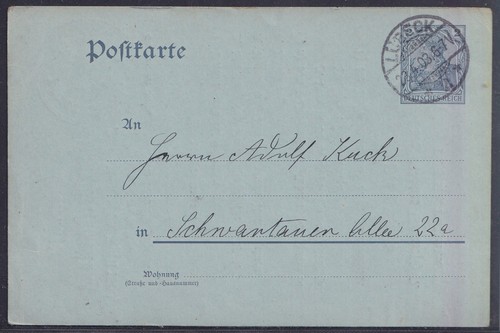 Postkarte
LÜBECK
DEUTSCHES REICH
An
Herrn Adolf Kuck
in Schwartauer Allee 22a
Wohnung
(Straße und Hausnummer)